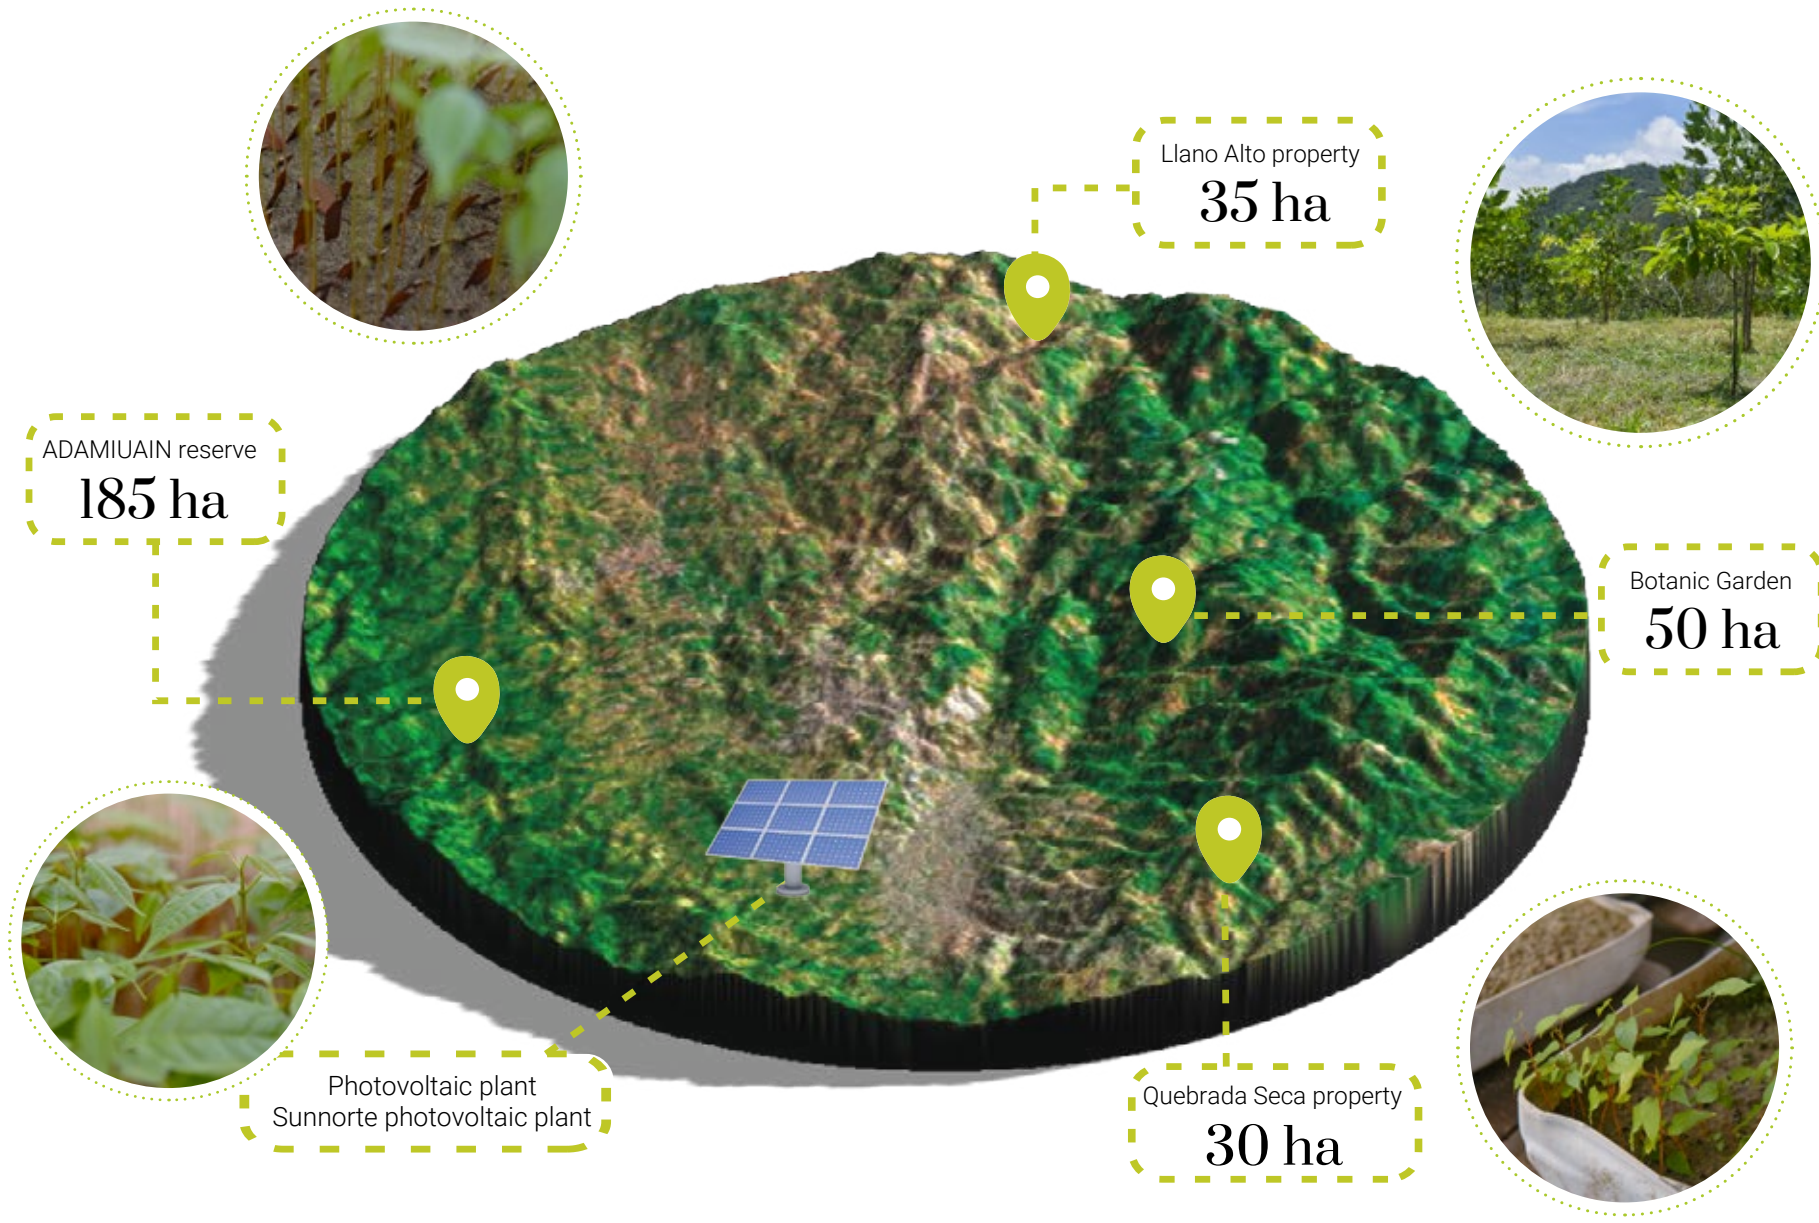 Llano Alto property
35 ha
ADAMIUAIN reserve
185 ha
Botanic Garden
50 ha
Photovoltaic plant
Sunnorte photovoltaic plant
Quebrada Seca property
30 ha